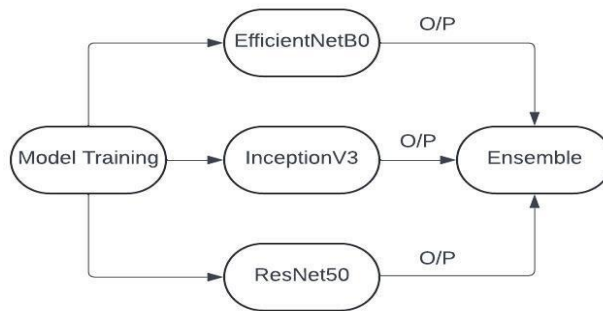 EfficientNetB0
O/P
Model Training
InceptionV3
O/P
Ensemble
ResNet50
O/P